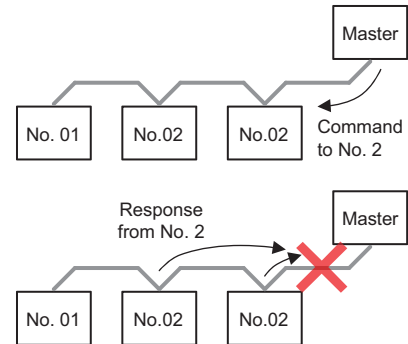 Master
No. 01
No.02
No.02
Command
to No. 2
Response
from No. 2
Master
No. 01
No.02
No.02